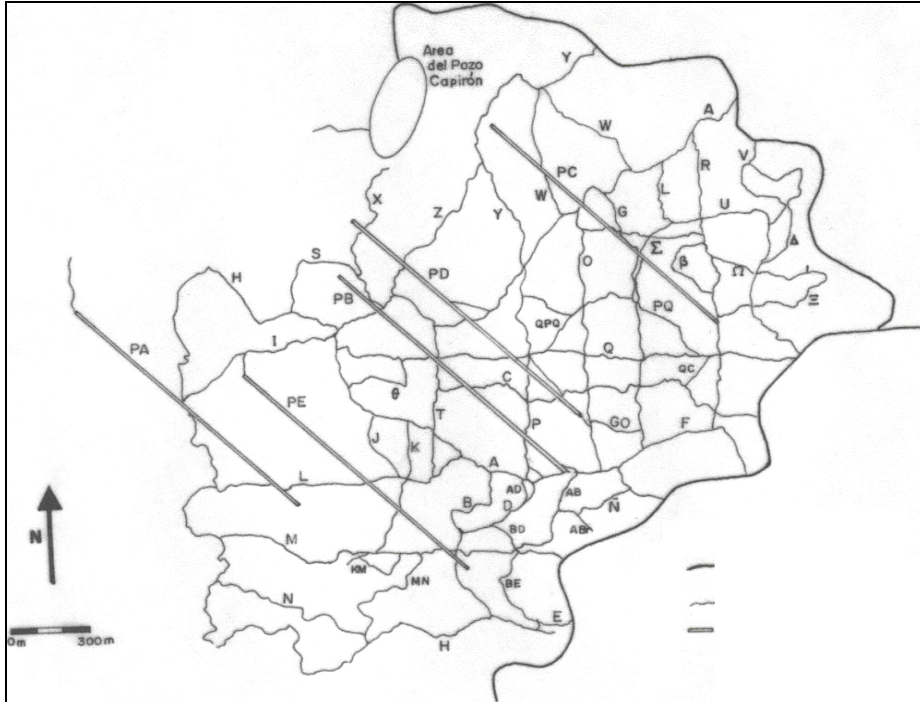 Area
del Pozo
Capirón
Y
A
W
V
R
PC
L
X
W
U
Z
Y
G
S
Σ
Δ
O
β
H
PD
Ω
PB
Ξ
PQ
QPQ
PA
I
Q
QC
C
PE
θ
T
P
GO
F
J
K
A
L
AD
AB
B
D
Ñ
BD
AB
N
M
KM
MN
BE
N
E
H
0m
300m